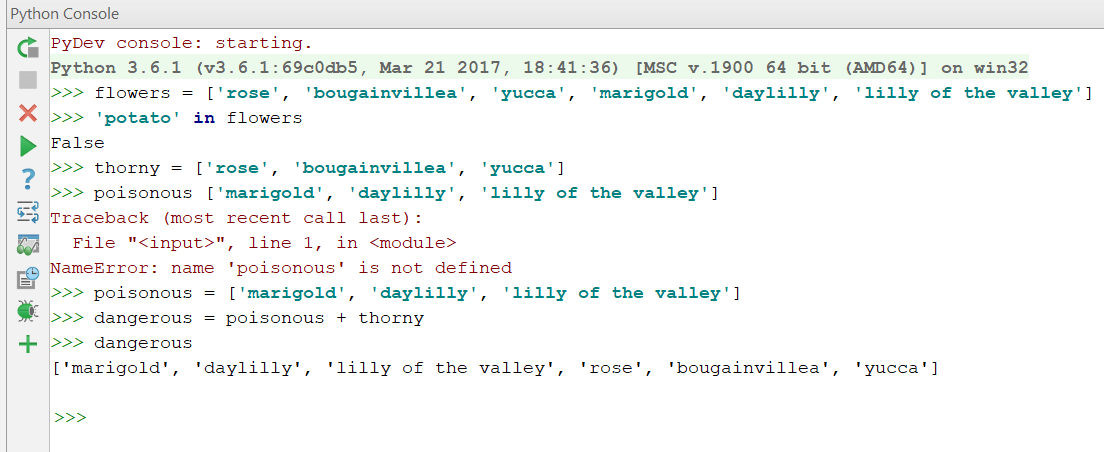 Python Console
PyDev console: starting.
Python 3.6.1 (v3.6.1:69c0db5, Mar 21 2017, 18:41:36) [MSC v.1900 64 bit (AMD64)] on win32
>>> flowers = ['rose', 'bougainvillea', 'yucca', 'marigold', 'daylilly', 'lilly of the valley']
>>> 'potato' in flowers
False
>>> thorny = ['rose', 'bougainvillea', 'yucca']
>>> poisonous ['marigold', 'daylilly', 'lilly of the valley']
Traceback (most recent call last):
  File "<input>", line 1, in <module>
NameError: name 'poisonous' is not defined
>>> poisonous = ['marigold', 'daylilly', 'lilly of the valley']
>>> dangerous = poisonous + thorny
>>> dangerous
['marigold', 'daylilly', 'lilly of the valley', 'rose', 'bougainvillea', 'yucca']
>>>